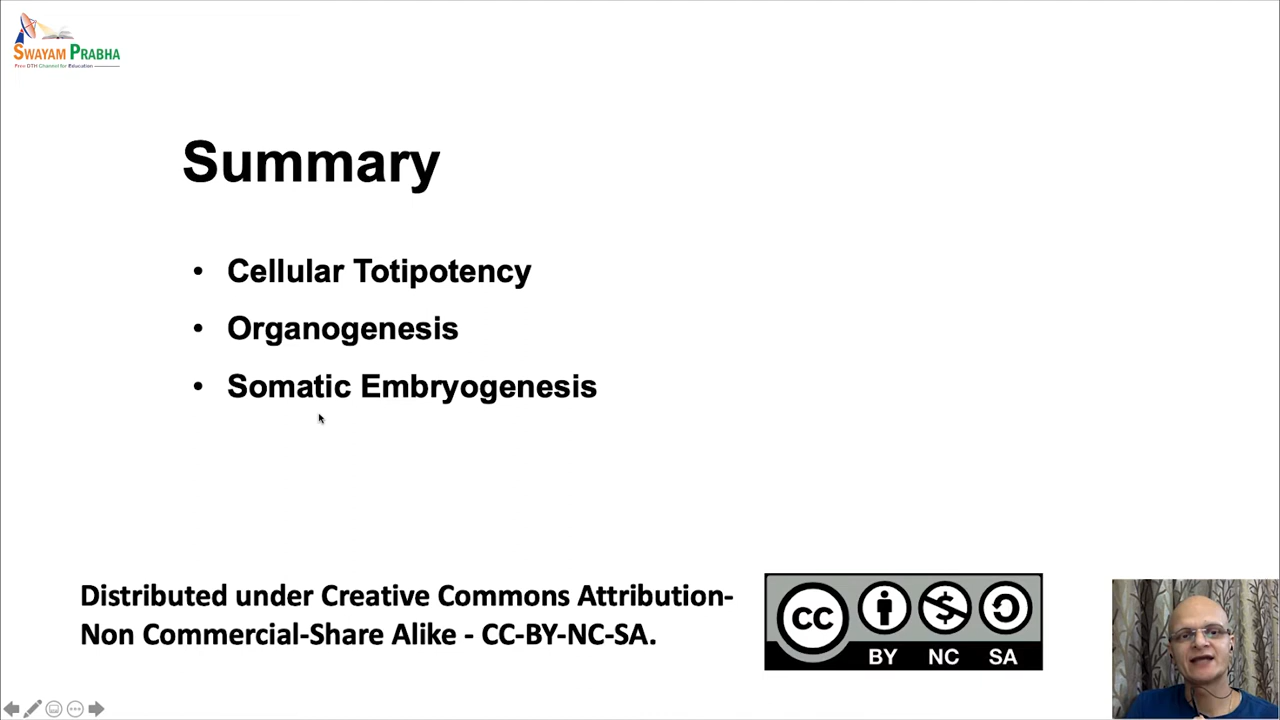 SWAYAM PRABHA
Free DTH Channel for Education
Summary
• Cellular Totipotency
• Organogenesis
• Somatic Embryogenesis
Distributed under Creative Commons Attribution-
Non Commercial-Share Alike - CC-BY-NC-SA.
CC
BY NC SA